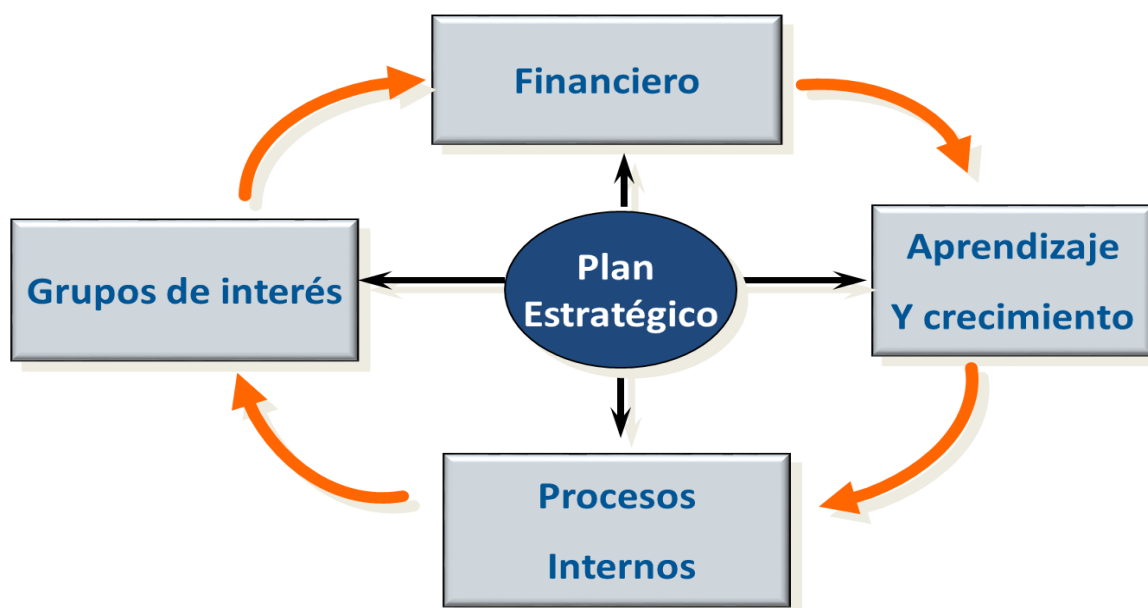 Financiero
Grupos de interés
Plan
Estratégico
Aprendizaje
Y crecimiento
Procesos
Internos